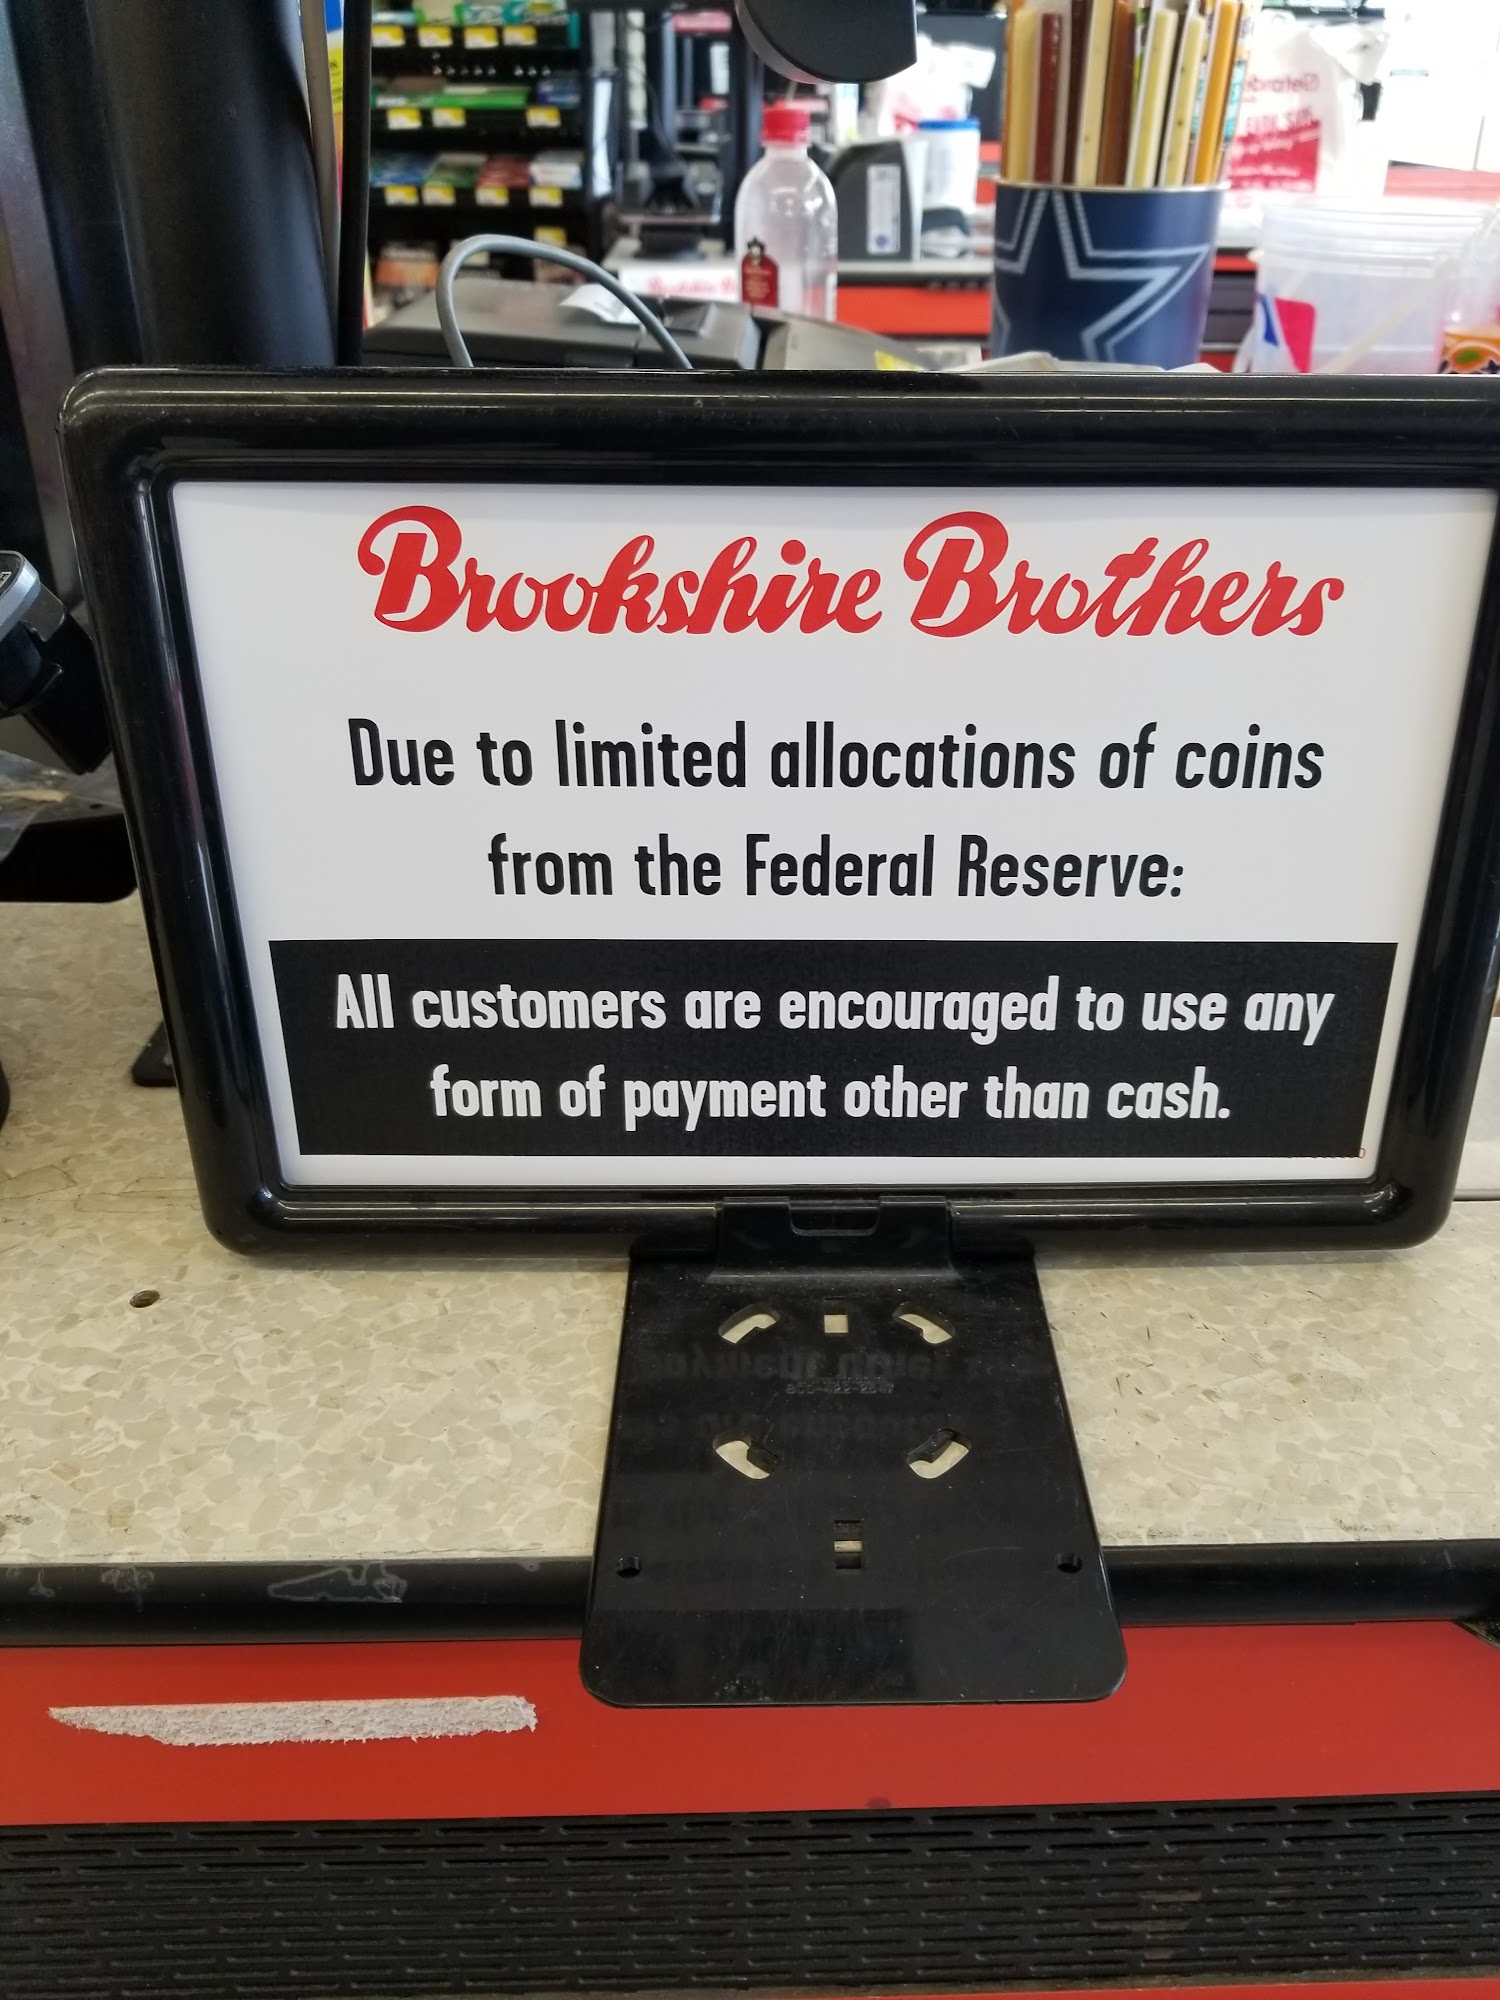 Brookshire Brothers
Due to limited allocations of coins
from the Federal Reserve:
All customers are encouraged to use any
form of payment other than cash.